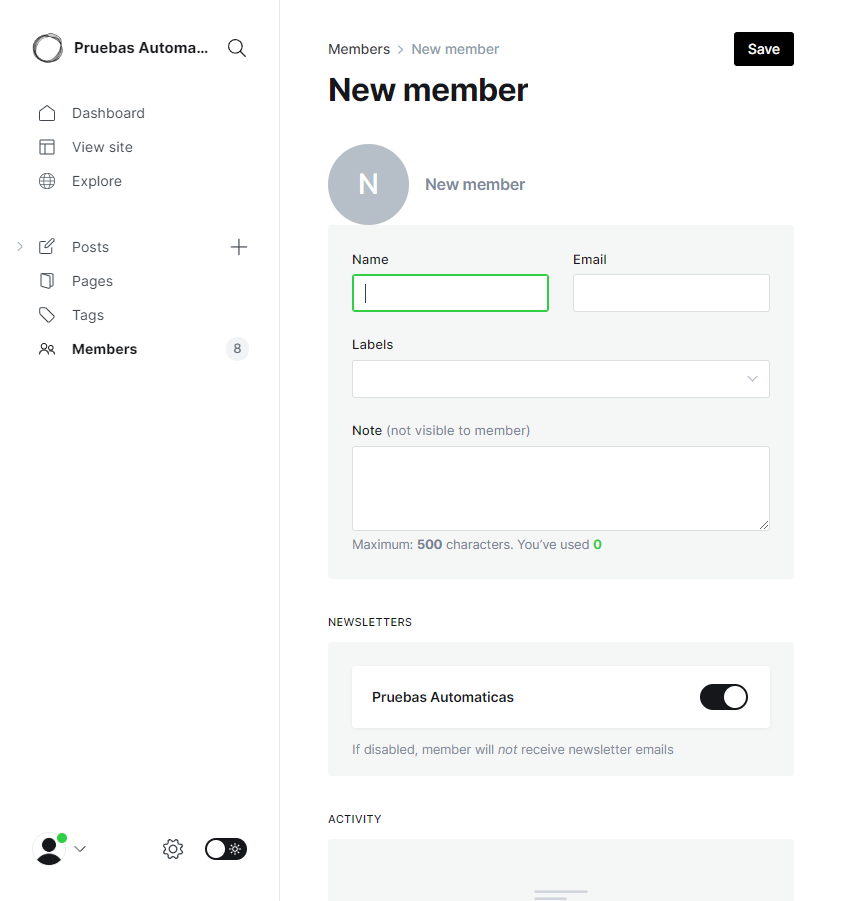 Pruebas Automa...
Dashboard
View site
Explore
Posts
Pages
Tags
Members 8
Members > New member
Save
New member
N
New member
Name
Email
Labels
Note (not visible to member)
Maximum: 500 characters. You’ve used 0
NEWSLETTERS
Pruebas Automaticas
If disabled, member will not receive newsletter emails
ACTIVITY